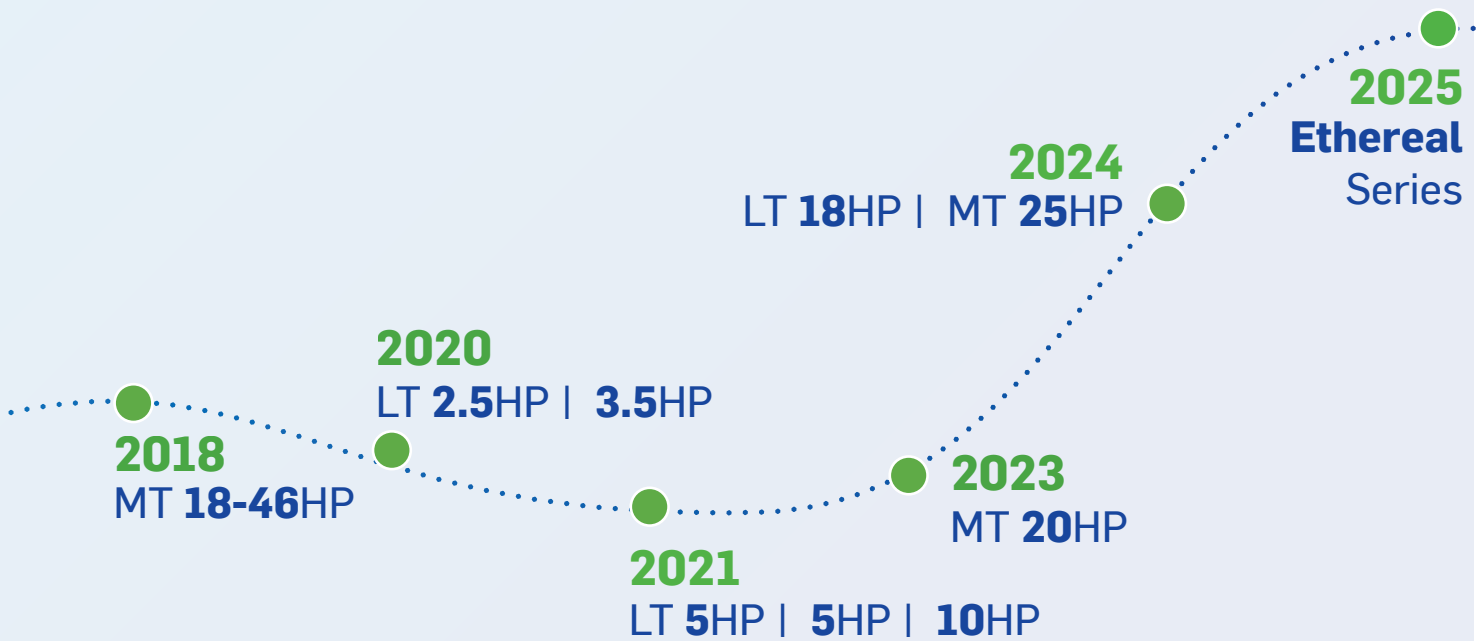 2018
MT 18-46HP
2020
LT 2.5HP | 3.5HP
2021
LT 5HP | 5HP | 10HP
2023
MT 20HP
2024
LT 18HP | MT 25HP
2025
Ethereal
Series